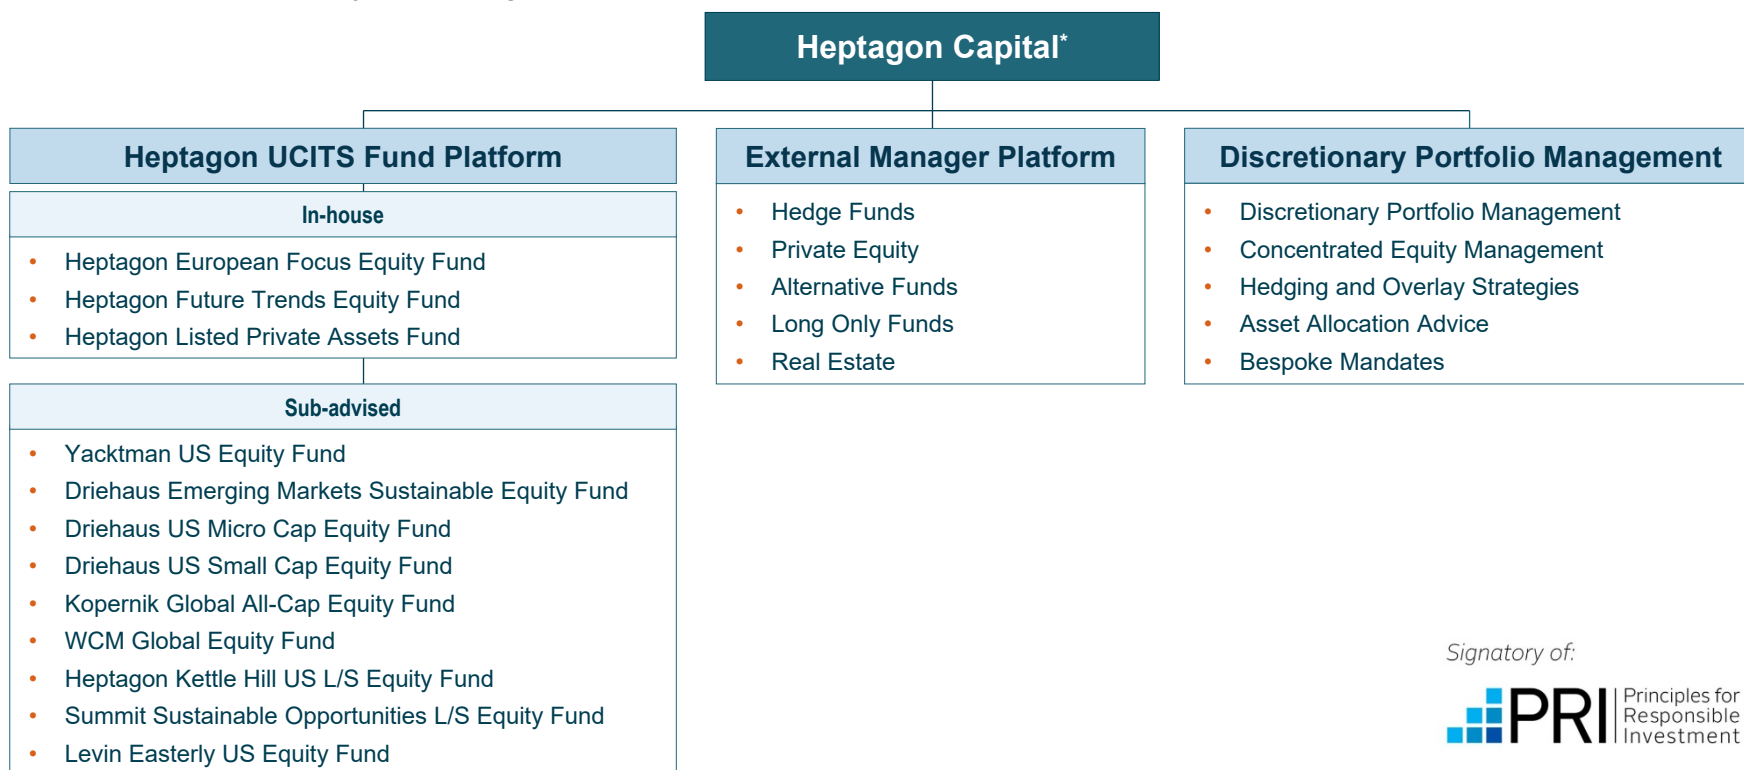 Heptagon Capital*
Heptagon UCITS Fund Platform
In-house
• Heptagon European Focus Equity Fund
• Heptagon Future Trends Equity Fund
• Heptagon Listed Private Assets Fund
Sub-advised
• Yacktman US Equity Fund
• Driehaus Emerging Markets Sustainable Equity Fund
• Driehaus US Micro Cap Equity Fund
• Driehaus US Small Cap Equity Fund
• Kopernik Global All-Cap Equity Fund
• WCM Global Equity Fund
• Heptagon Kettle Hill US L/S Equity Fund
• Summit Sustainable Opportunities L/S Equity Fund
• Levin Easterly US Equity Fund
External Manager Platform
• Hedge Funds
• Private Equity
• Alternative Funds
• Long Only Funds
• Real Estate
Discretionary Portfolio Management
• Discretionary Portfolio Management
• Concentrated Equity Management
• Hedging and Overlay Strategies
• Asset Allocation Advice
• Bespoke Mandates
Signatory of:
PRI
Principles for
Responsible
Investment